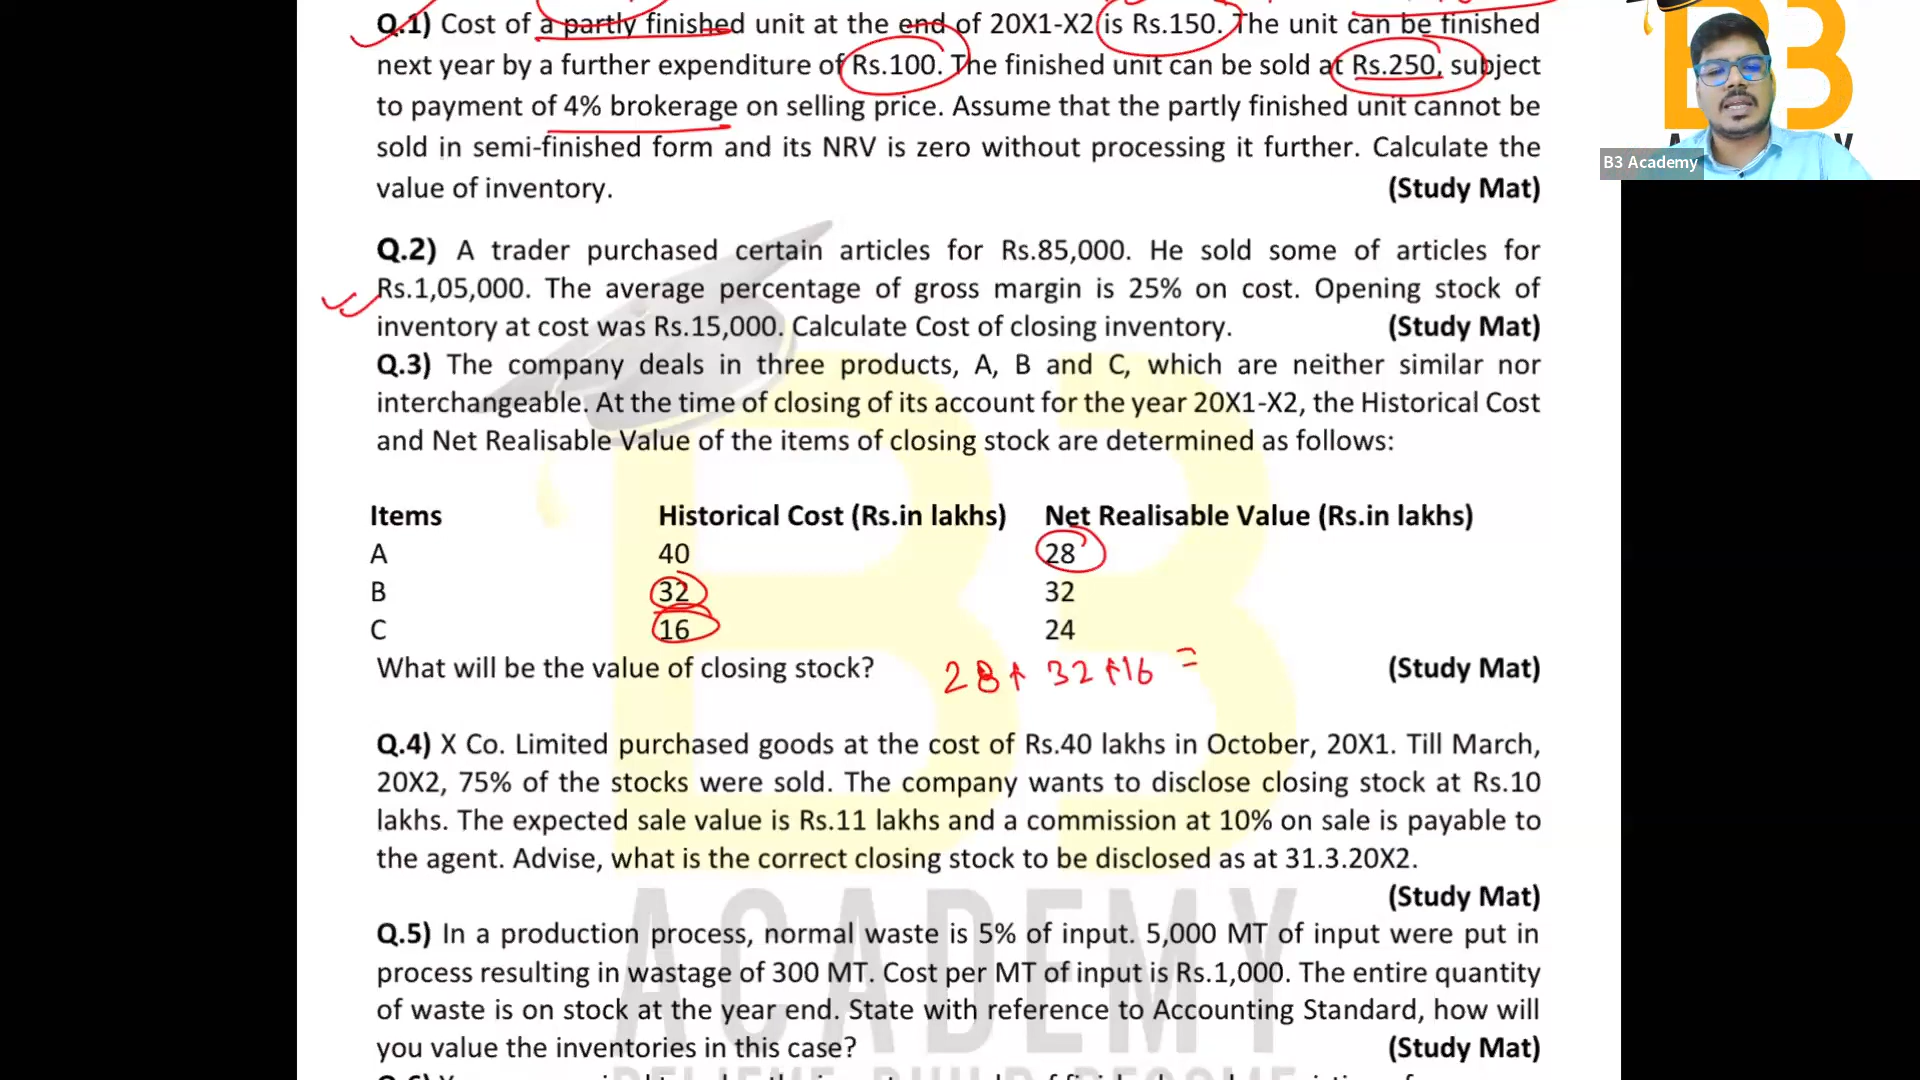 Q.1) Cost of a partly finished unit at the end of 20X1-X2 is Rs.150. The unit can be finished
next year by a further expenditure of Rs.100. The finished unit can be sold at Rs.250, subject
to payment of 4% brokerage on selling price. Assume that the partly finished unit cannot be
sold in semi-finished form and its NRV is zero without processing it further. Calculate the
value of inventory. (Study Mat)
B3 Academy
Q.2) A trader purchased certain articles for Rs.85,000. He sold some of articles for
Rs.1,05,000. The average percentage of gross margin is 25% on cost. Opening stock of
inventory at cost was Rs.15,000. Calculate Cost of closing inventory. (Study Mat)
Q.3) The company deals in three products, A, B and C, which are neither similar nor
interchangeable. At the time of closing of its account for the year 20X1-X2, the Historical Cost
and Net Realisable Value of the items of closing stock are determined as follows:
Items Historical Cost (Rs.in lakhs) Net Realisable Value (Rs.in lakhs)
A 40 28
B 32 32
C 16 24
What will be the value of closing stock? 28+ 32+16 = (Study Mat)
Q.4) X Co. Limited purchased goods at the cost of Rs.40 lakhs in October, 20X1. Till March,
20X2, 75% of the stocks were sold. The company wants to disclose closing stock at Rs.10
lakhs. The expected sale value is Rs.11 lakhs and a commission at 10% on sale is payable to
the agent. Advise, what is the correct closing stock to be disclosed as at 31.3.20X2.
(Study Mat)
Q.5) In a production process, normal waste is 5% of input. 5,000 MT of input were put in
process resulting in wastage of 300 MT. Cost per MT of input is Rs.1,000. The entire quantity
of waste is on stock at the year end. State with reference to Accounting Standard, how will
you value the inventories in this case? (Study Mat)
B3
ACADEMY